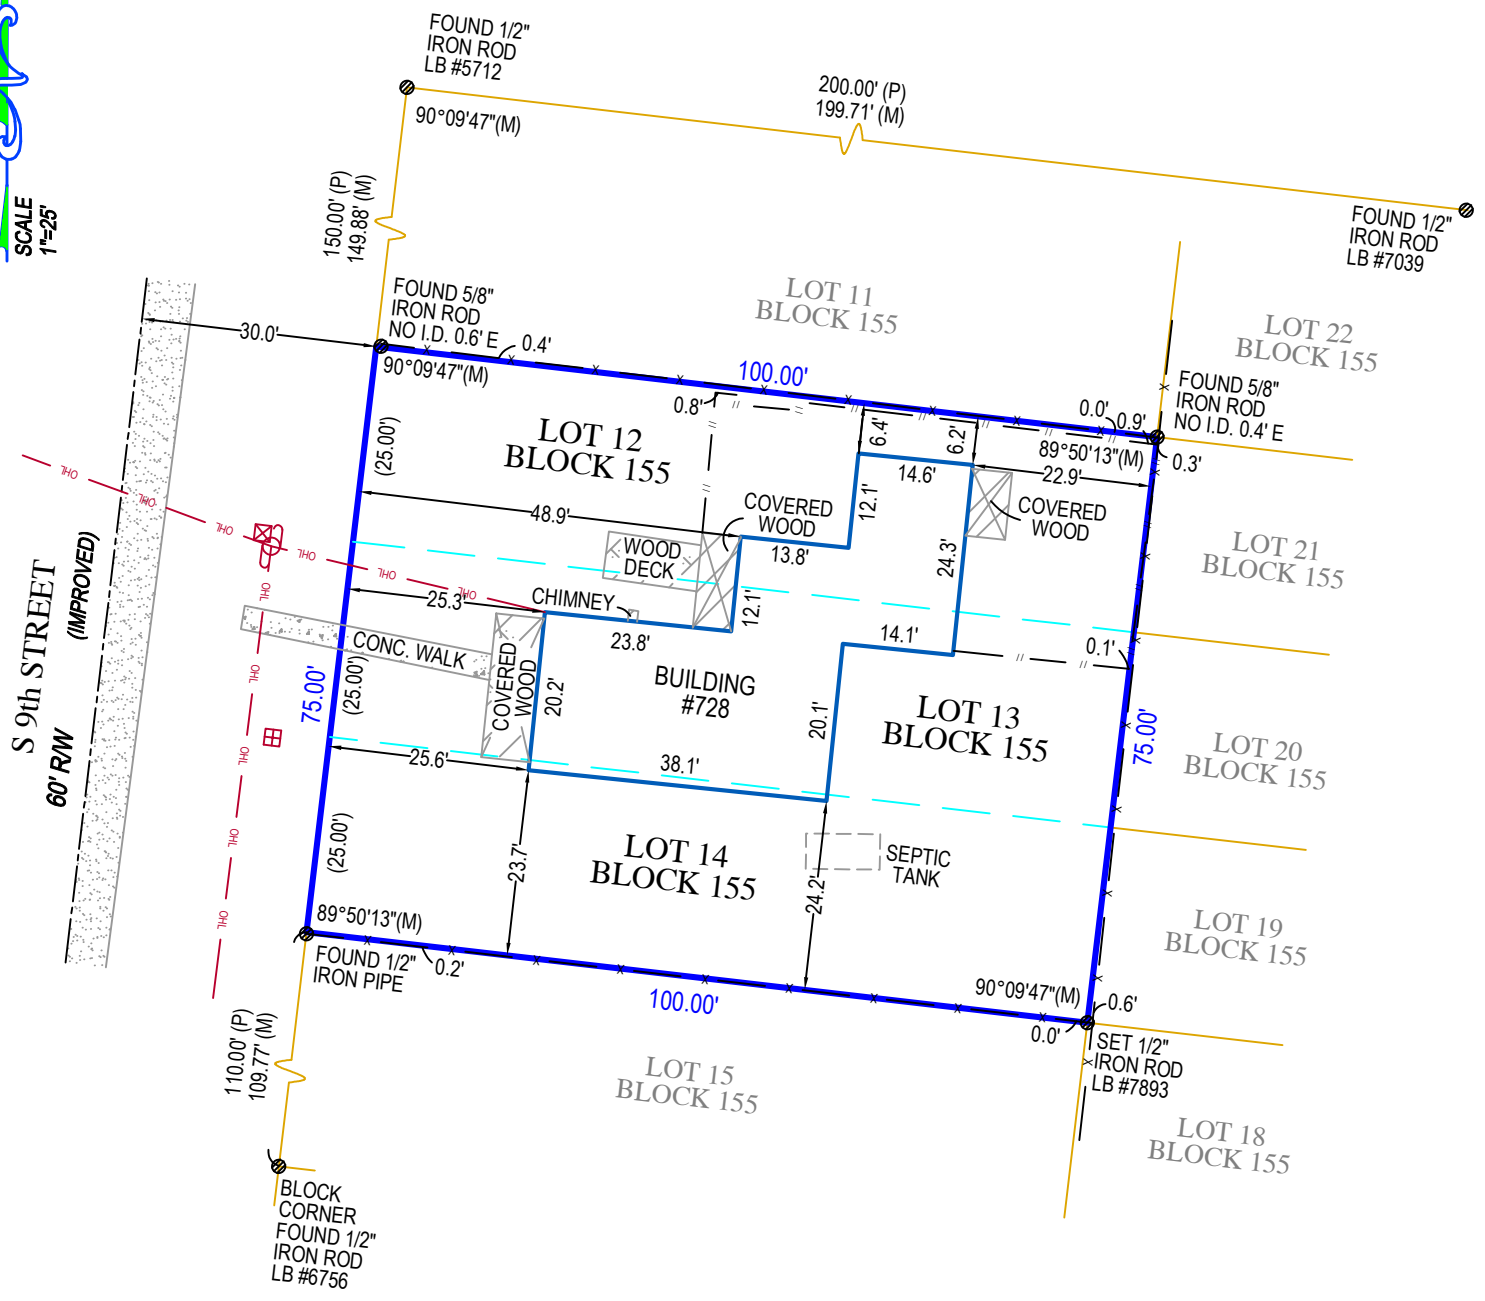 FOUND 1/2"
IRON ROD
LB #5712
90°09'47"(M)
200.00' (P)
199.71' (M)
FOUND 1/2"
IRON ROD
LB #7039
SCALE
1"=25'
150.00' (P)
149.88' (M)
FOUND 5/8"
IRON ROD
NO I.D. 0.6' E
0.4'
30.0'
90°09'47"(M)
LOT 11
BLOCK 155
LOT 22
BLOCK 155
100.00'
FOUND 5/8"
IRON ROD
NO I.D. 0.4' E
0.8'
0.0'
0.9'
6.4'
6.2'
89°50'13"(M)
0.3'
(25.00')
LOT 12
BLOCK 155
14.6'
22.9'
48.9'
COVERED
WOOD
12.1'
COVERED
WOOD
13.8'
WOOD
DECK
24.3'
LOT 21
BLOCK 155
OHL
OHL
OHL
OHL
OHL
OHL
OHL
S 9th STREET
(IMPROVED)
60' R/W
25.3'
CHIMNEY
12.1'
23.8'
14.1'
0.1'
CONC. WALK
COVERED
WOOD
20.2'
BUILDING
#728
20.1'
LOT 13
BLOCK 155
75.00'
(25.00')
75.00'
LOT 20
BLOCK 155
OHL
OHL
OHL
OHL
25.6'
38.1'
(25.00')
23.7'
LOT 14
BLOCK 155
24.2'
SEPTIC
TANK
LOT 19
BLOCK 155
89°50'13"(M)
FOUND 1/2"
IRON PIPE
0.2'
100.00'
90°09'47"(M)
0.6'
0.0'
SET 1/2"
IRON ROD
LB #7893
110.00' (P)
109.77' (M)
LOT 15
BLOCK 155
LOT 18
BLOCK 155
BLOCK
CORNER
FOUND 1/2"
IRON ROD
LB #6756